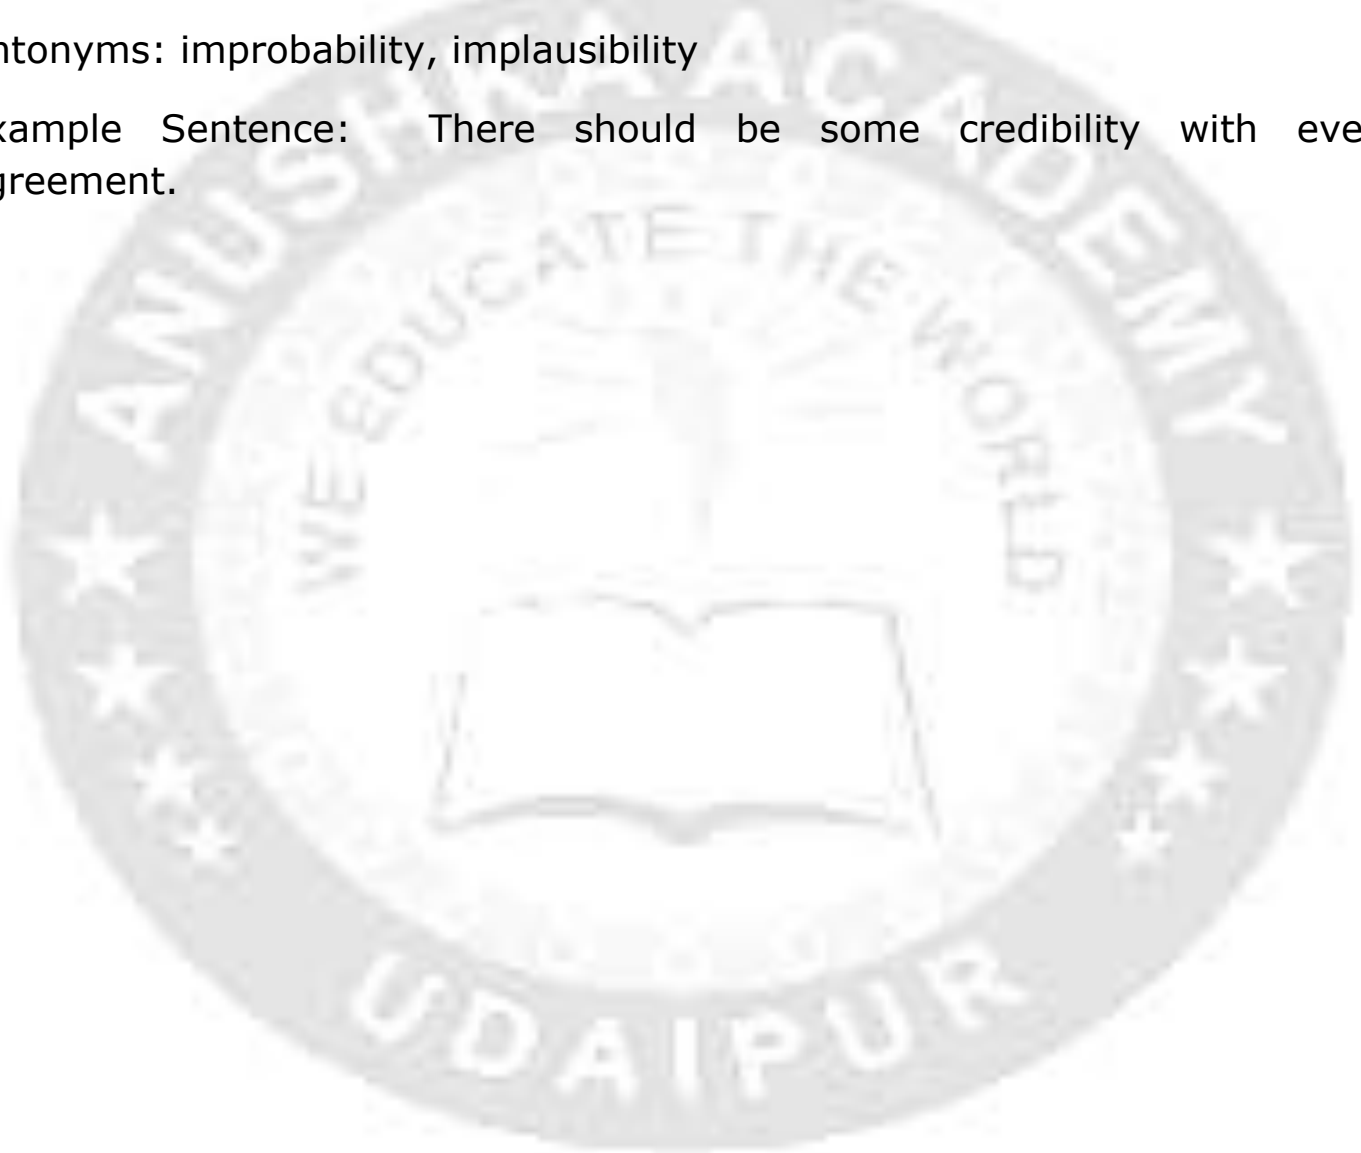 ntonyms: improbability, implausibility
xample Sentence: There should be some credibility with eve
greement.
ANUSHKA ACADEMY
WE EDUCATE THE WORLD
UDAIPUR